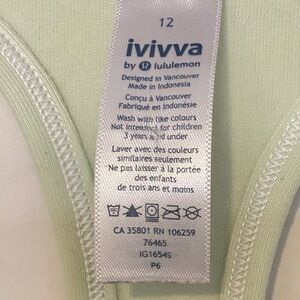 12
ivivva
by lululemon
Designed in Vancouver
Made in Indonesia
Conçu à Vancouver
Fabriqué en Indonésie
Wash with like colours
Not intended for children
3 years and under
Laver avec des couleurs
similaires seulement
Ne pas laisser à la portée
des enfants
de trois ans et moins
CA 35801 RN 106259
76465
IG1654S
P6